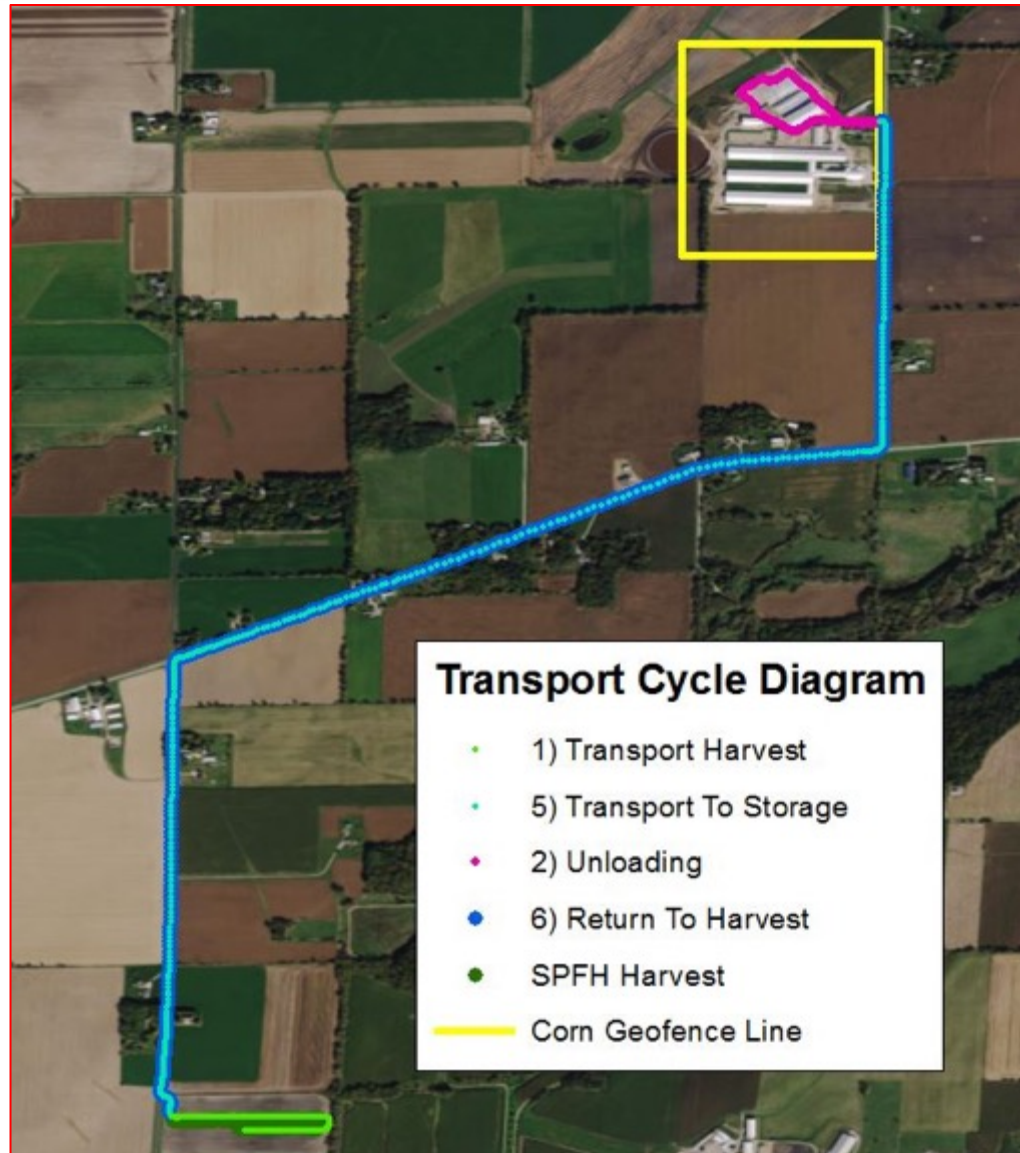 Transport Cycle Diagram
1) Transport Harvest
5) Transport To Storage
2) Unloading
6) Return To Harvest
SPFH Harvest
Corn Geofence Line